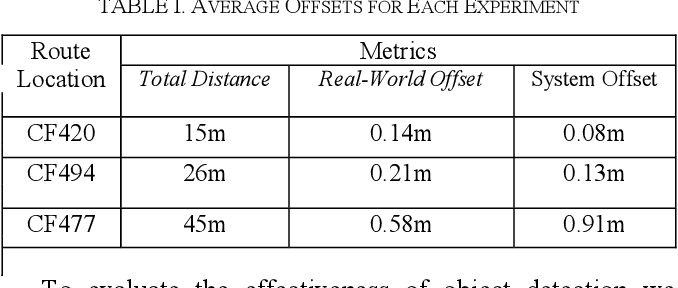 TABLE I. AVERAGE OFFSETS FOR EACH EXPERIMENT
Route Location
Metrics
Total Distance Real-World Offset System Offset
CF420 15m 0.14m 0.08m
CF494 26m 0.21m 0.13m
CF477 45m 0.58m 0.91m
To evaluate the effectiveness of object detection we